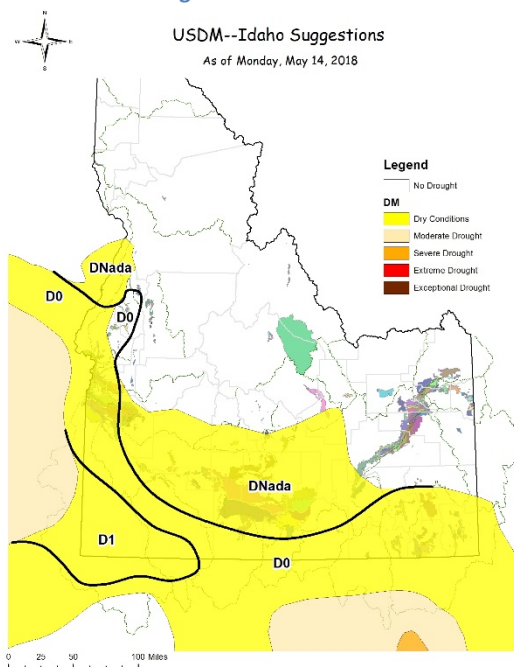 N
W E
S
USDM--Idaho Suggestions
As of Monday, May 14, 2018
Legend
No Drought
DM
Dry Conditions
Moderate Drought
Severe Drought
Extreme Drought
Exceptional Drought
DNada
D0
D0
DNada
D1
D0
0 25 50 100 Miles